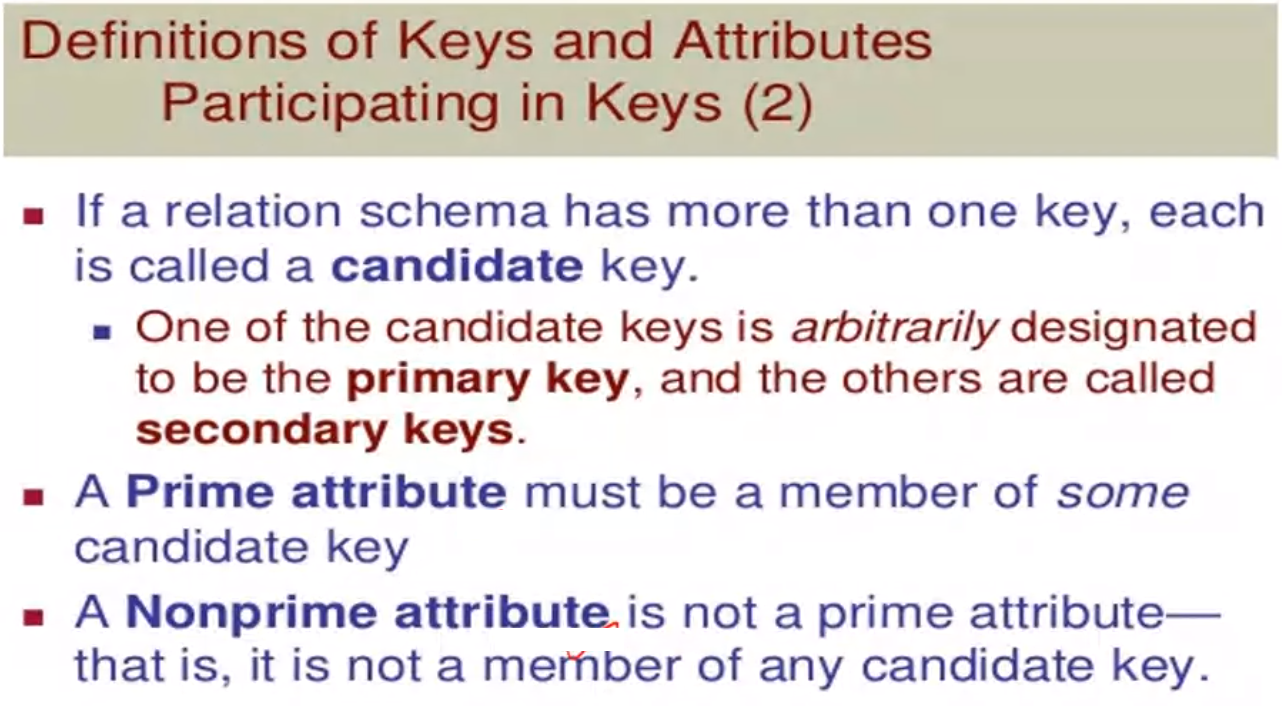 Definitions of Keys and Attributes
Participating in Keys (2)
If a relation schema has more than one key, each
is called a candidate key.
One of the candidate keys is arbitrarily designated
to be the primary key, and the others are called
secondary keys.
A Prime attribute must be a member of some
candidate key
A Nonprime attribute is not a prime attribute—
that is, it is not a member of any candidate key.